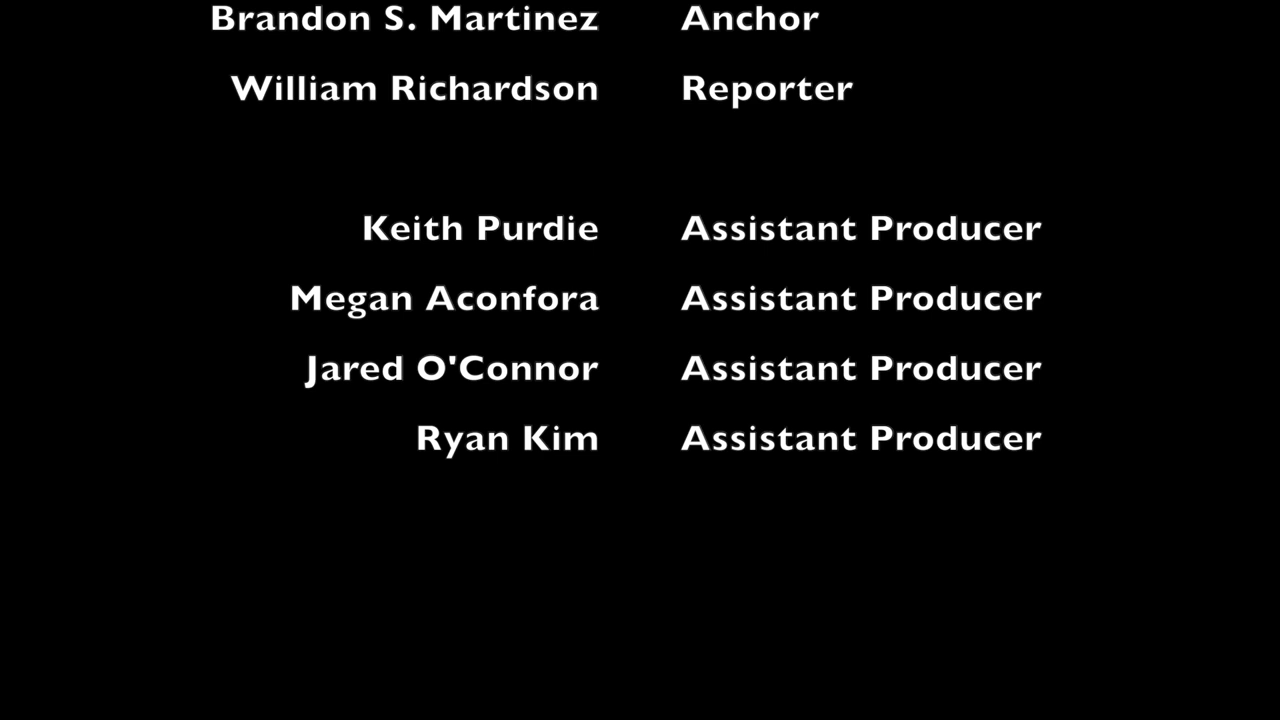 Brandon S. Martinez Anchor
William Richardson Reporter
Keith Purdie Assistant Producer
Megan Aconfora Assistant Producer
Jared O'Connor Assistant Producer
Ryan Kim Assistant Producer